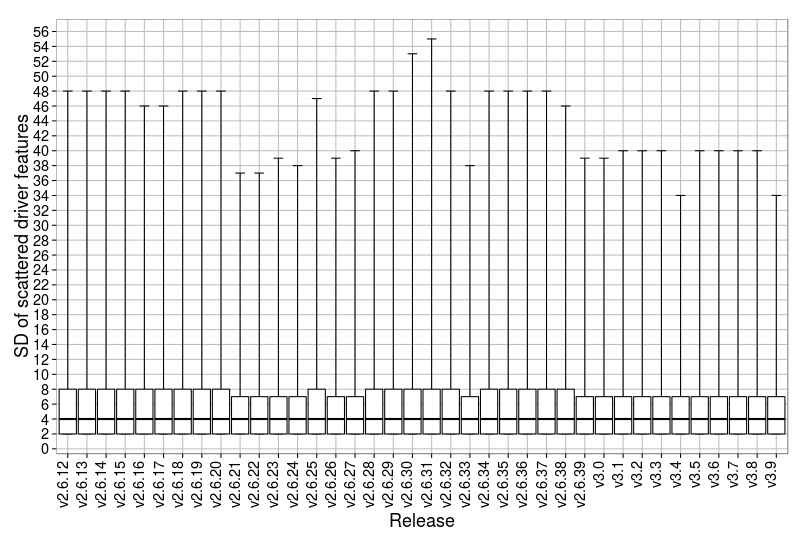 SD of scattered driver features
56
54
52
50
48
46
44
42
40
38
36
34
32
30
28
26
24
22
20
18
16
14
12
10
8
6
4
2
0
v2.6.12
v2.6.13
v2.6.14
v2.6.15
v2.6.16
v2.6.17
v2.6.18
v2.6.19
v2.6.20
v2.6.21
v2.6.22
v2.6.23
v2.6.24
v2.6.25
v2.6.26
v2.6.27
v2.6.28
v2.6.29
v2.6.30
v2.6.31
v2.6.32
v2.6.33
v2.6.34
v2.6.35
v2.6.36
v2.6.37
v2.6.38
v2.6.39
v3.0
v3.1
v3.2
v3.3
v3.4
v3.5
v3.6
v3.7
v3.8
v3.9
Release